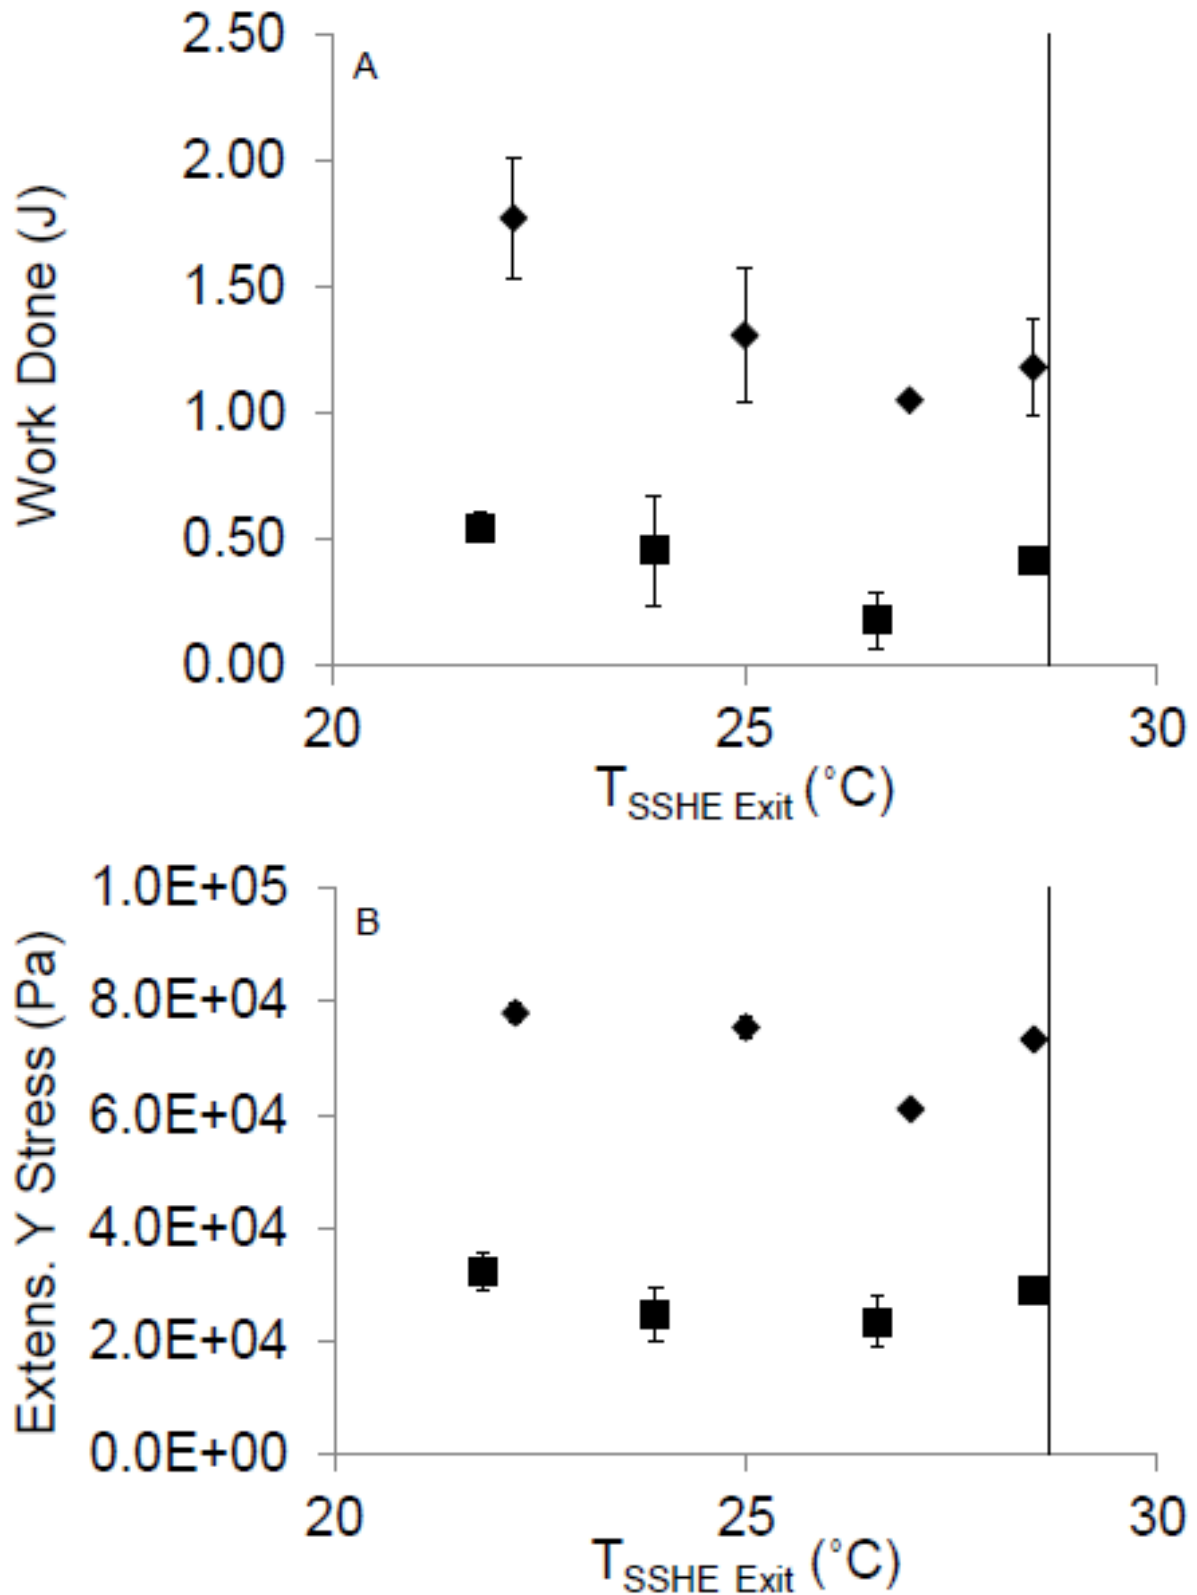 2.50
A
2.00
1.50
1.00
0.50
0.00
Work Done (J)
20 25 30
T SSHE Exit (˚C)
1.0E+05
B
8.0E+04
6.0E+04
4.0E+04
2.0E+04
0.0E+00
Extens. Y Stress (Pa)
20 25 30
T SSHE Exit (˚C)